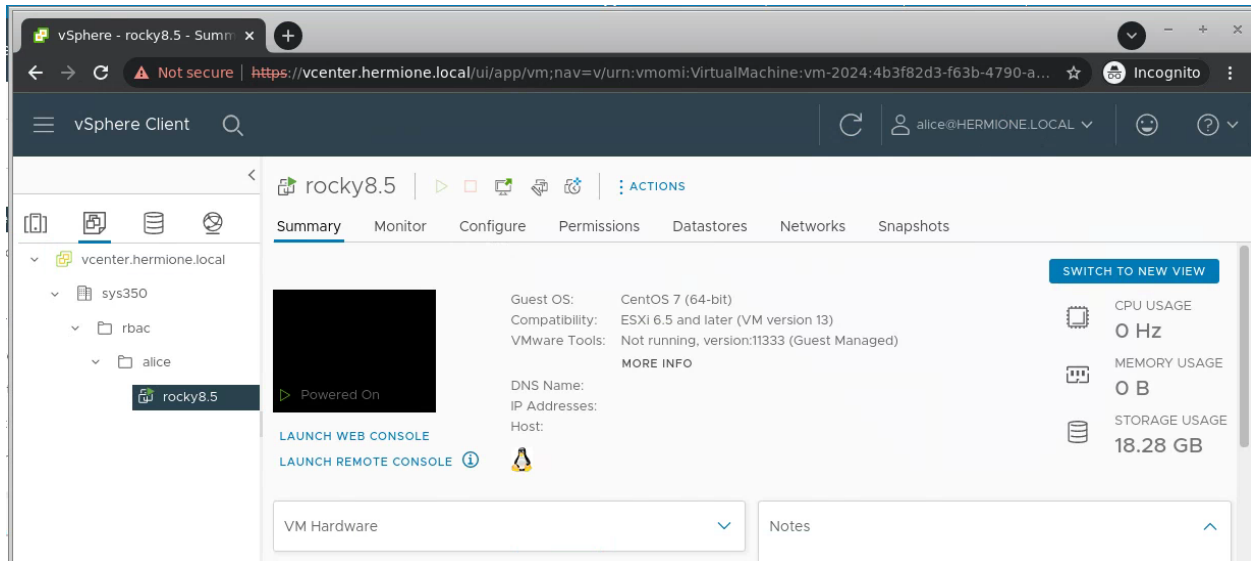 vSphere - rocky8.5 - Summ
Not secure | https://vcenter.hermione.local/ui/app/vm;nav=v/urn:vmomi:VirtualMachine:vm-2024:4b3f82d3-f63b-4790-a...
Incognito
vSphere Client
alice@HERMIONE.LOCAL
rocky8.5
ACTIONS
Summary Monitor Configure Permissions Datastores Networks Snapshots
vcenter.hermione.local
sys350
rbac
alice
rocky8.5
SWITCH TO NEW VIEW
Powered On
LAUNCH WEB CONSOLE
LAUNCH REMOTE CONSOLE
Guest OS: CentOS 7 (64-bit)
Compatibility: ESXi 6.5 and later (VM version 13)
VMware Tools: Not running, version:11333 (Guest Managed)
MORE INFO
DNS Name:
IP Addresses:
Host:
CPU USAGE
0 Hz
MEMORY USAGE
0 B
STORAGE USAGE
18.28 GB
VM Hardware
Notes